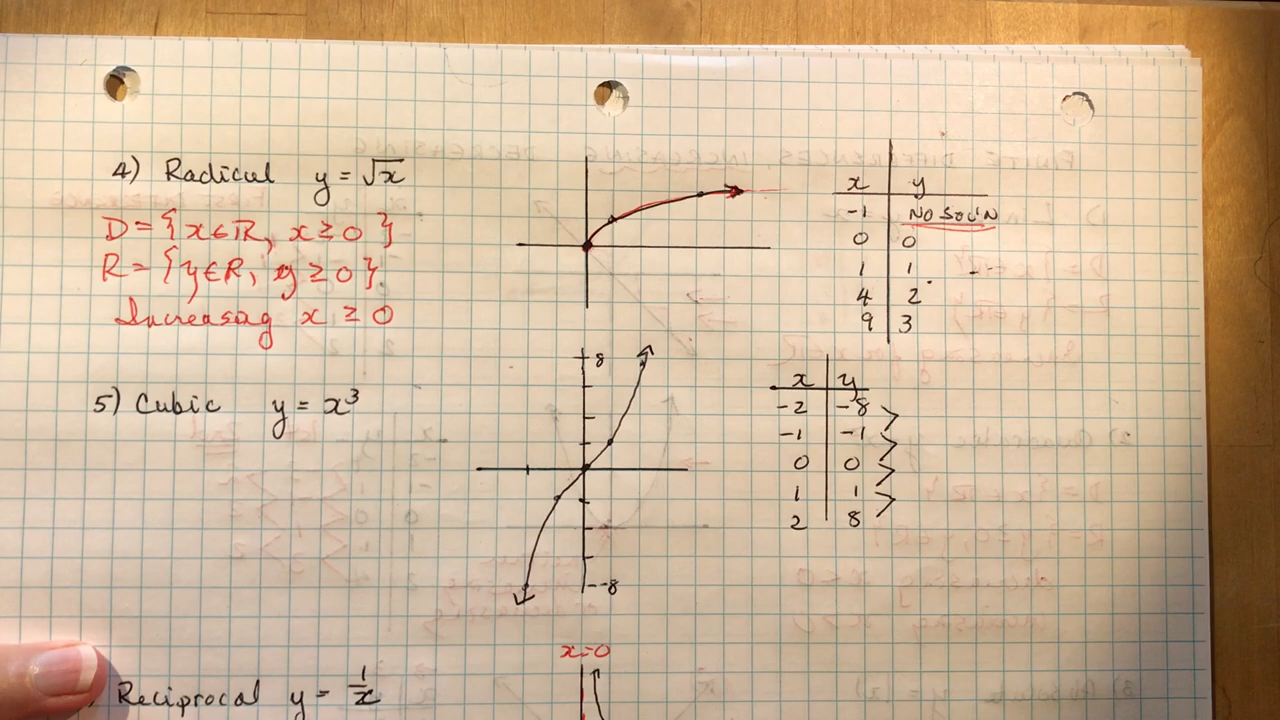 4) Radical y = √x
D = {x∈R, x ≥ 0}
R = {y∈R, y ≥ 0}.
Increasing x ≥ 0
x y
-1 NO SOL'N
0 0
1 1
4 2
9 3
5) Cubic y = x³
8
-8
x y
-2 -8
-1 -1
0 0
1 1
2 8
x=0
Reciprocal y = 1/x